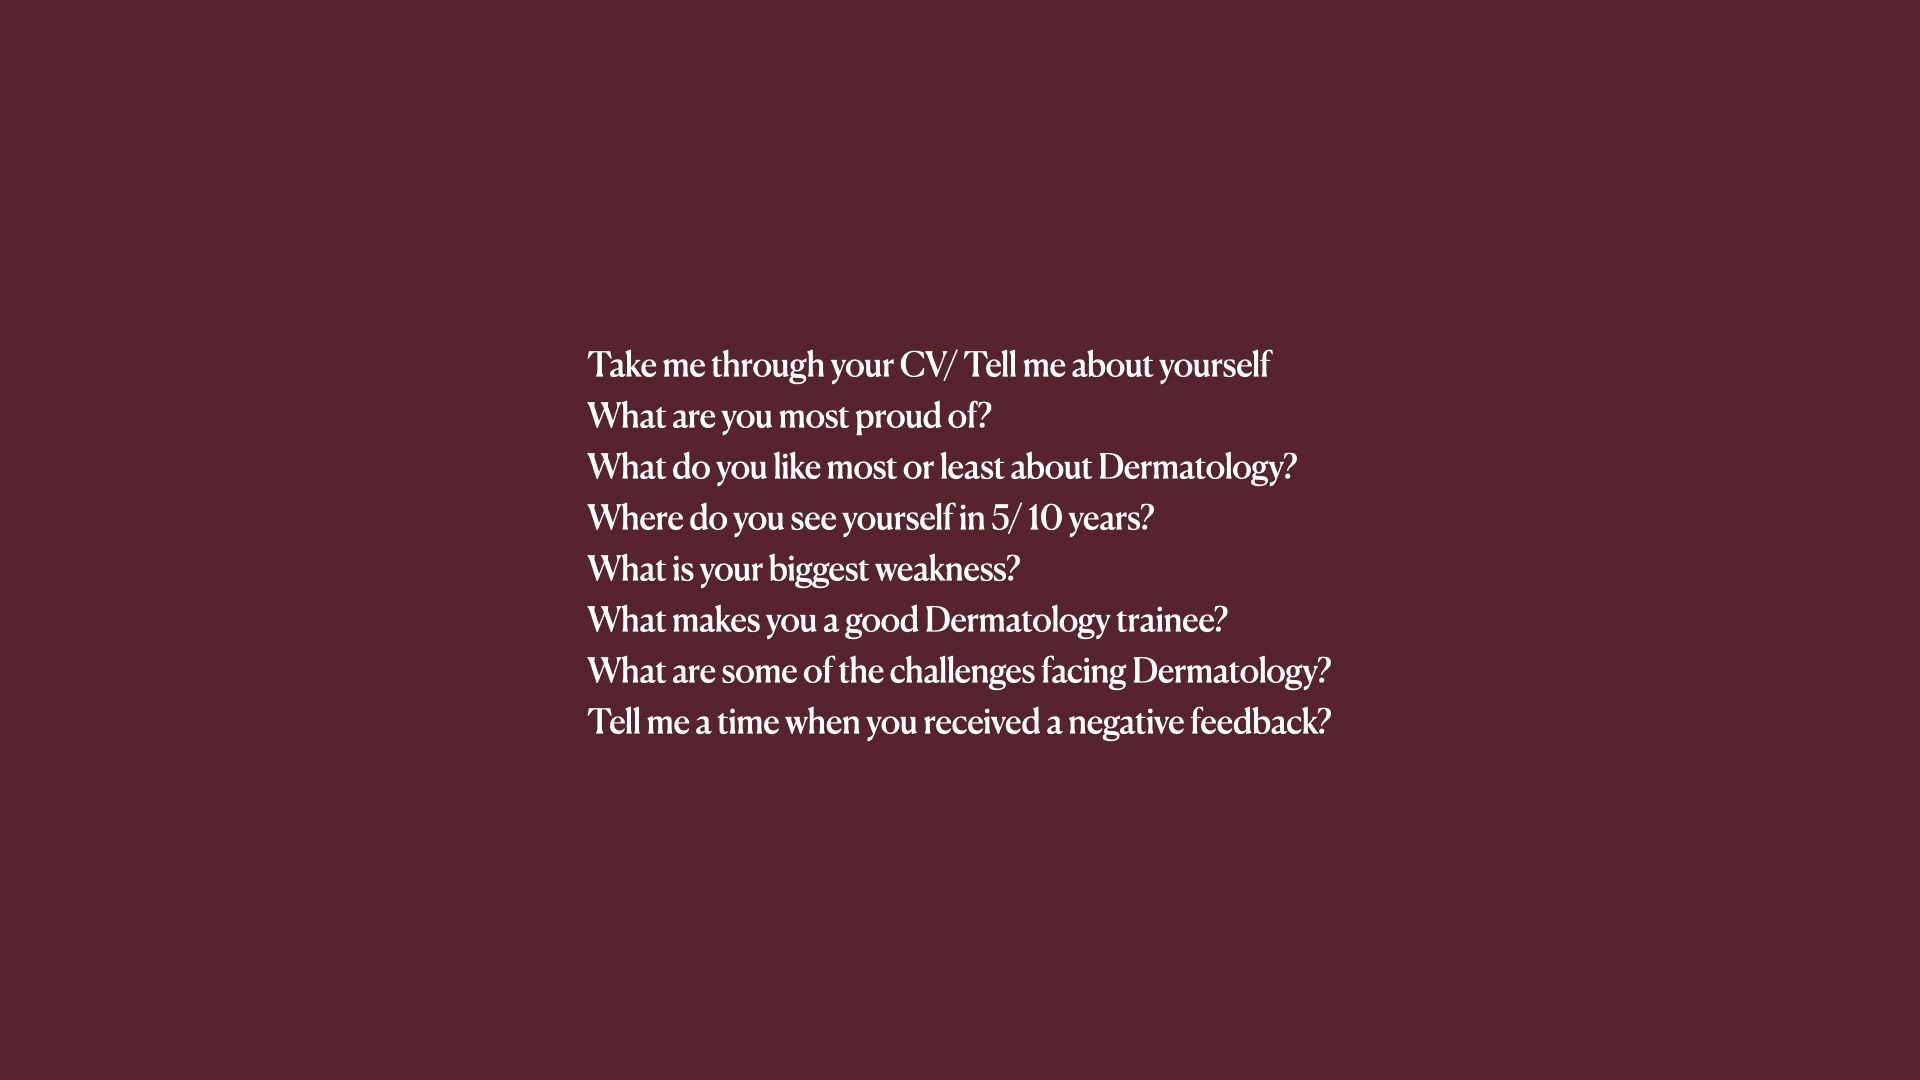 Take me through your CV/ Tell me about yourself
What are you most proud of?
What do you like most or least about Dermatology?
Where do you see yourself in 5/ 10 years?
What is your biggest weakness?
What makes you a good Dermatology trainee?
What are some of the challenges facing Dermatology?
Tell me a time when you received a negative feedback?